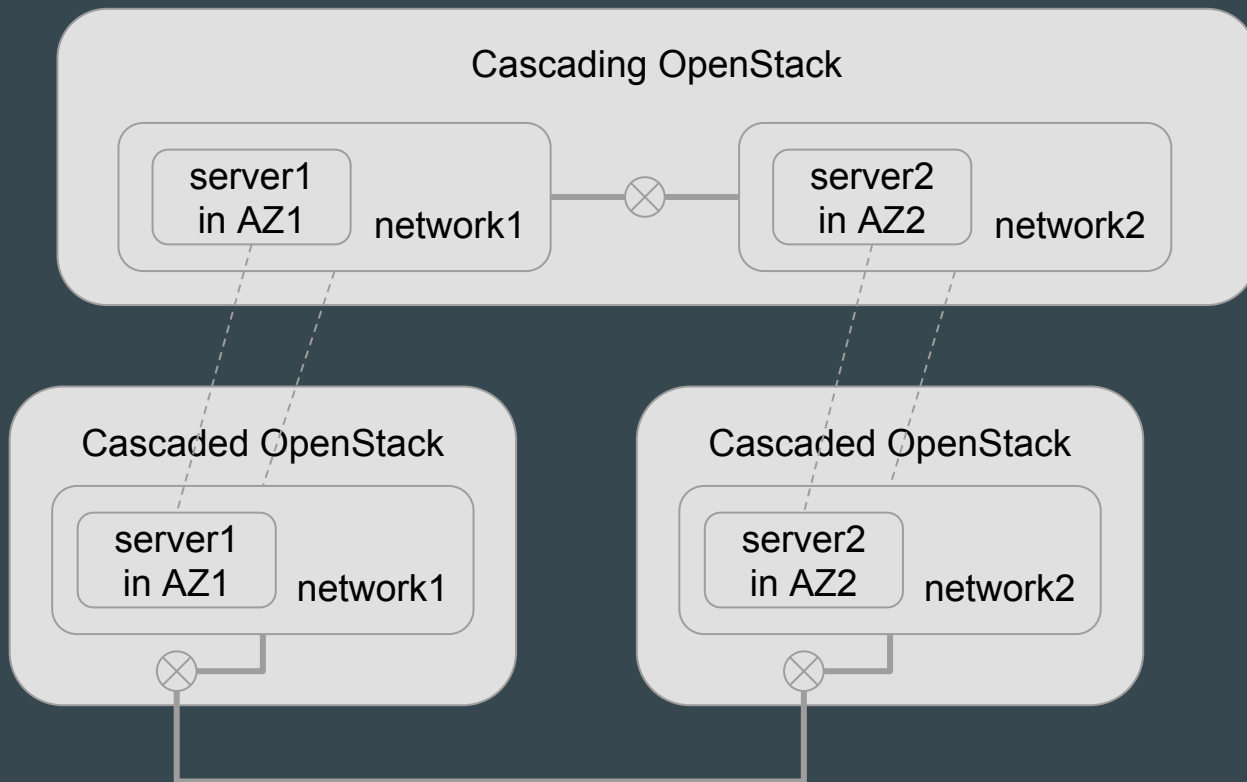 Cascading OpenStack
server1
in AZ1
network1
server2
in AZ2
network2
Cascaded OpenStack
server1
in AZ1
network1
Cascaded OpenStack
server2
in AZ2
network2